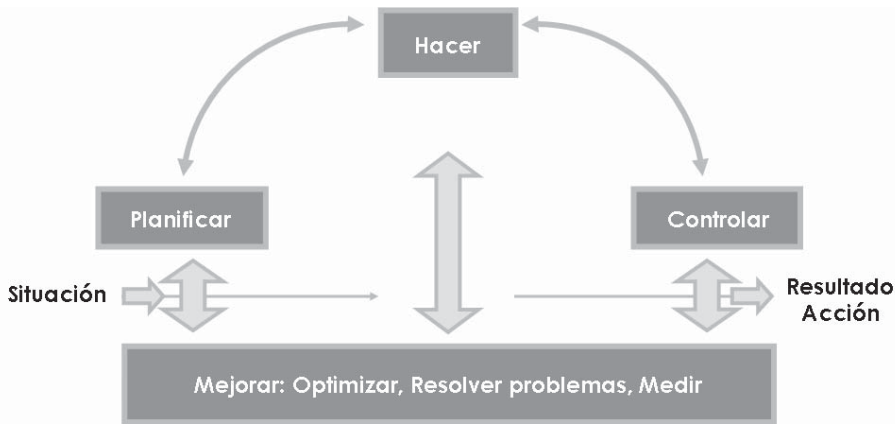 Hacer
Planificar
Controlar
Situación
Resultado
Acción
Mejorar: Optimizar, Resolver problemas, Medir